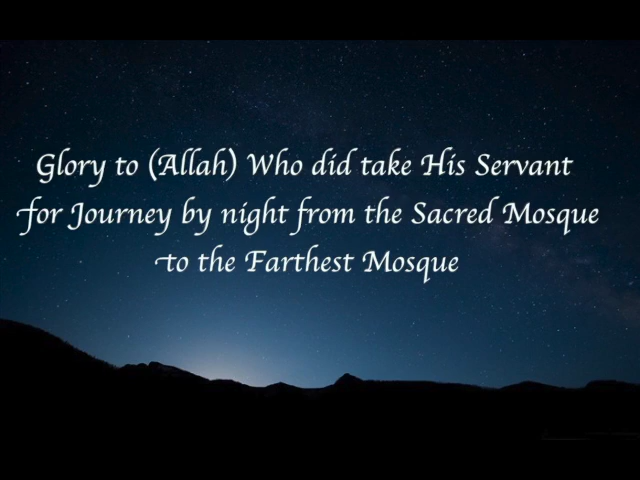 Glory to (Allah) Who did take His Servant
for Journey by night from the Sacred Mosque
to the Farthest Mosque